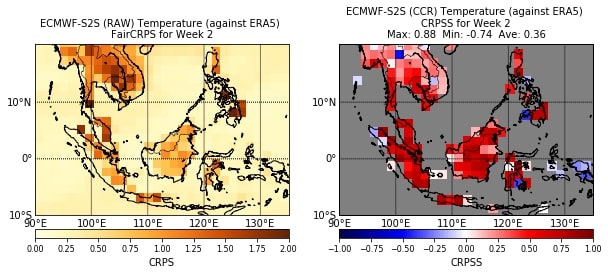 ECMWF-S2S (RAW) Temperature (against ERA5)
FairCRPS for Week 2
10°N
0°
10°S
90°E 100°E 110°E 120°E 130°E
0.00 0.25 0.50 0.75 1.00 1.25 1.50 1.75 2.00
CRPS
ECMWF-S2S (CCR) Temperature (against ERA5)
CRPSS for Week 2
Max: 0.88 Min: -0.74 Ave: 0.36
10°N
0°
10°S
90°E 100°E 110°E 120°E 130°E
−1.00 −0.75 −0.50 −0.25 0.00 0.25 0.50 0.75 1.00
CRPSS